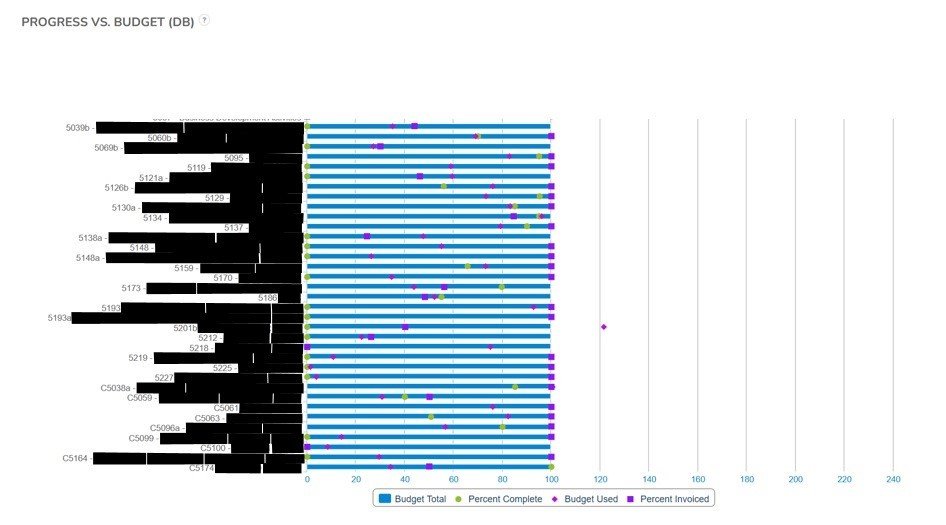 PROGRESS VS. BUDGET (DB) ?
5039b -
5060b -
5069b -
5095 -
5119 -
5121a -
5126b -
5129 -
5130a -
5134 -
5137 -
5138a -
5148 -
5148a -
5159 -
5170 -
5173 -
5186
5193
5193a
5201b
5212 -
5218 -
5219 -
5225 -
5227
C5038a -
C5059 -
C5061
C5063 -
C5096a -
C5099 -
C5100 -
C5164 -
C5174
0 20 40 60 80 100 120 140 160 180 200 220 240
Budget Total Percent Complete Budget Used Percent Invoiced